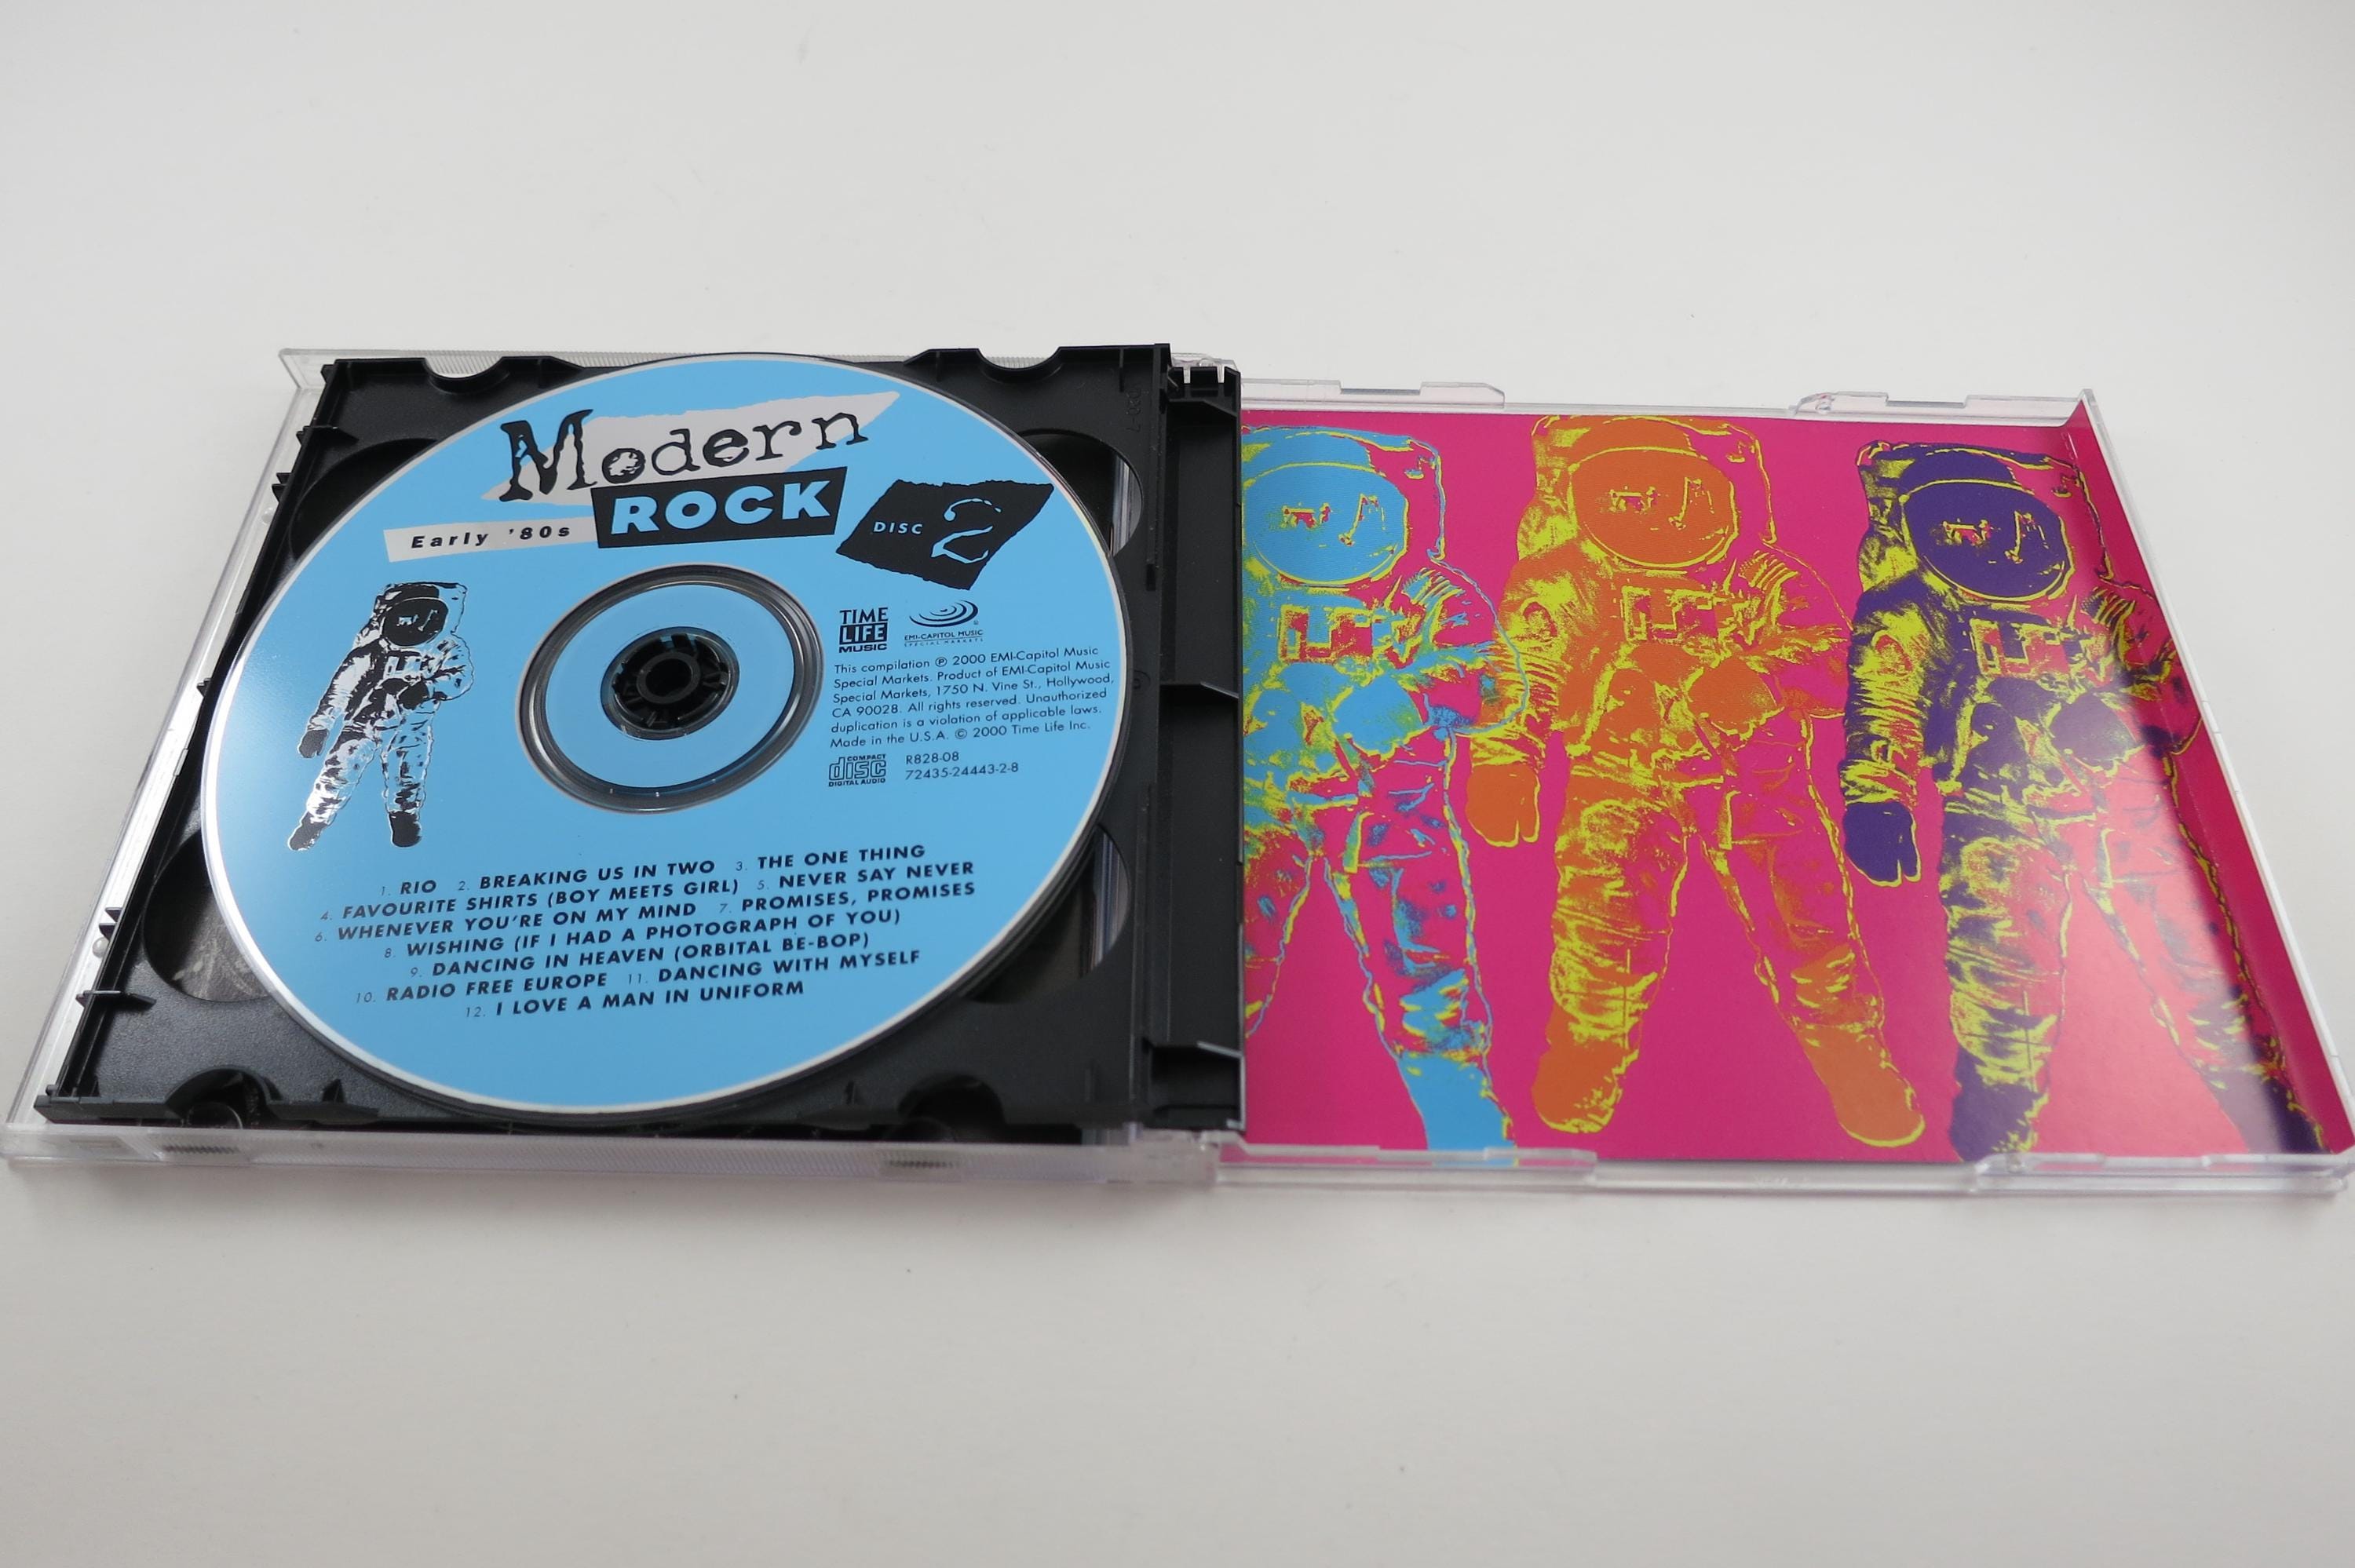 Modern
ROCK
Early '80s
DISC 2
TIME
LIFE
MUSIC
EMI-CAPITOL MUSIC
SPECIAL MARKETS
This compilation ℗ 2000 EMI-Capitol Music
Special Markets. Product of EMI-Capitol Music
Special Markets, 1750 N. Vine St., Hollywood,
CA 90028. All rights reserved. Unauthorized
duplication is a violation of applicable laws.
Made in the U.S.A. © 2000 Time Life Inc.
COMPACT
disc
DIGITAL AUDIO
R828-08
72435-24443-2-8
1. RIO 2. BREAKING US IN TWO 3. THE ONE THING
4. FAVOURITE SHIRTS (BOY MEETS GIRL) 5. NEVER SAY NEVER
6. WHENEVER YOU'RE ON MY MIND 7. PROMISES, PROMISES
8. WISHING (IF I HAD A PHOTOGRAPH OF YOU)
9. DANCING IN HEAVEN (ORBITAL BE-BOP)
10. RADIO FREE EUROPE 11. DANCING WITH MYSELF
12. I LOVE A MAN IN UNIFORM